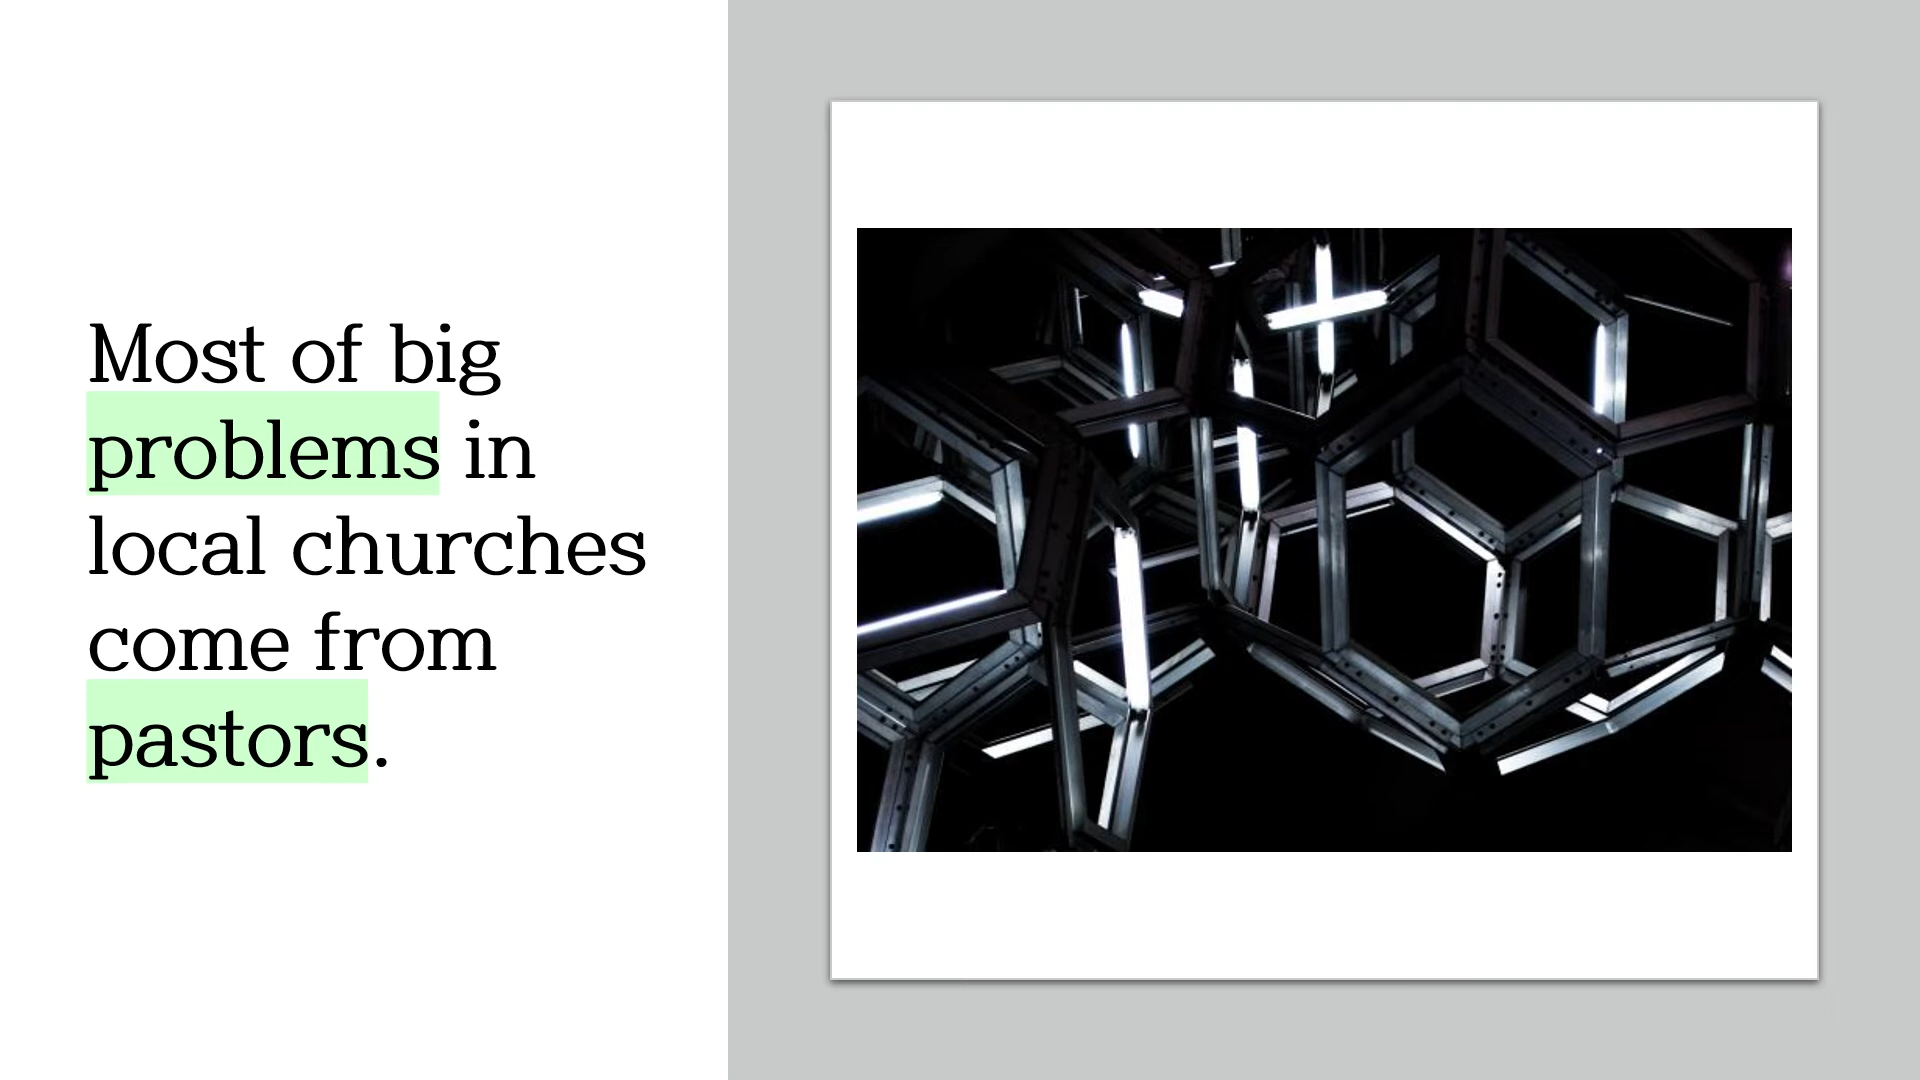 Most of big
problems in
local churches
come from
pastors.